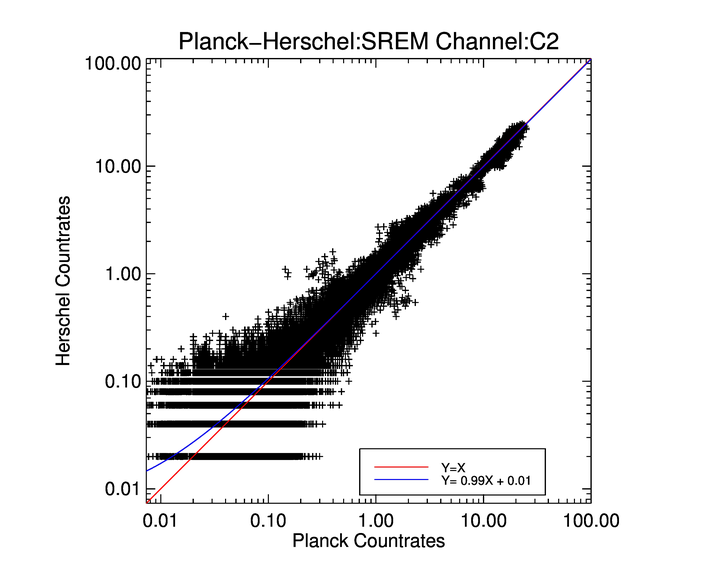 Planck−Herschel:SREM Channel:C2
100.00
10.00
1.00
0.10
0.01
Herschel Countrates
Y=X
Y= 0.99X + 0.01
0.01 0.10 1.00 10.00 100.00
Planck Countrates